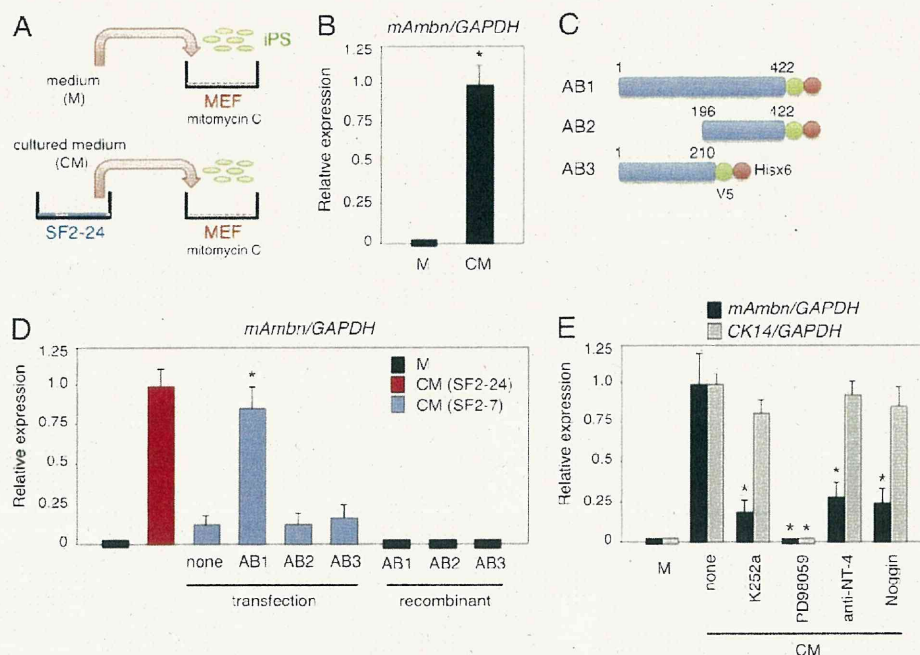 A
iPS
medium
(M)
MEF
mitomycin C
cultured medium
(CM)
SF2-24
MEF
mitomycin C
B
mAmbn/GAPDH
Relative expression
1.25
1.0
0.75
0.5
0.25
0
*
M
CM
C
1
422
AB1
196
422
AB2
1
210
AB3
Hisx6
V5
D
mAmbn/GAPDH
Relative expression
1.25
1.0
0.75
0.5
0.25
0
*
M
CM (SF2-24)
CM (SF2-7)
none AB1 AB2 AB3 AB1 AB2 AB3
transfection recombinant
E
mAmbn/GAPDH
CK14/GAPDH
Relative expression
1.25
1.0
0.75
0.5
0.25
0
* * * * *
M
none
K252a
PD98059
anti-NT-4
Noggin
CM